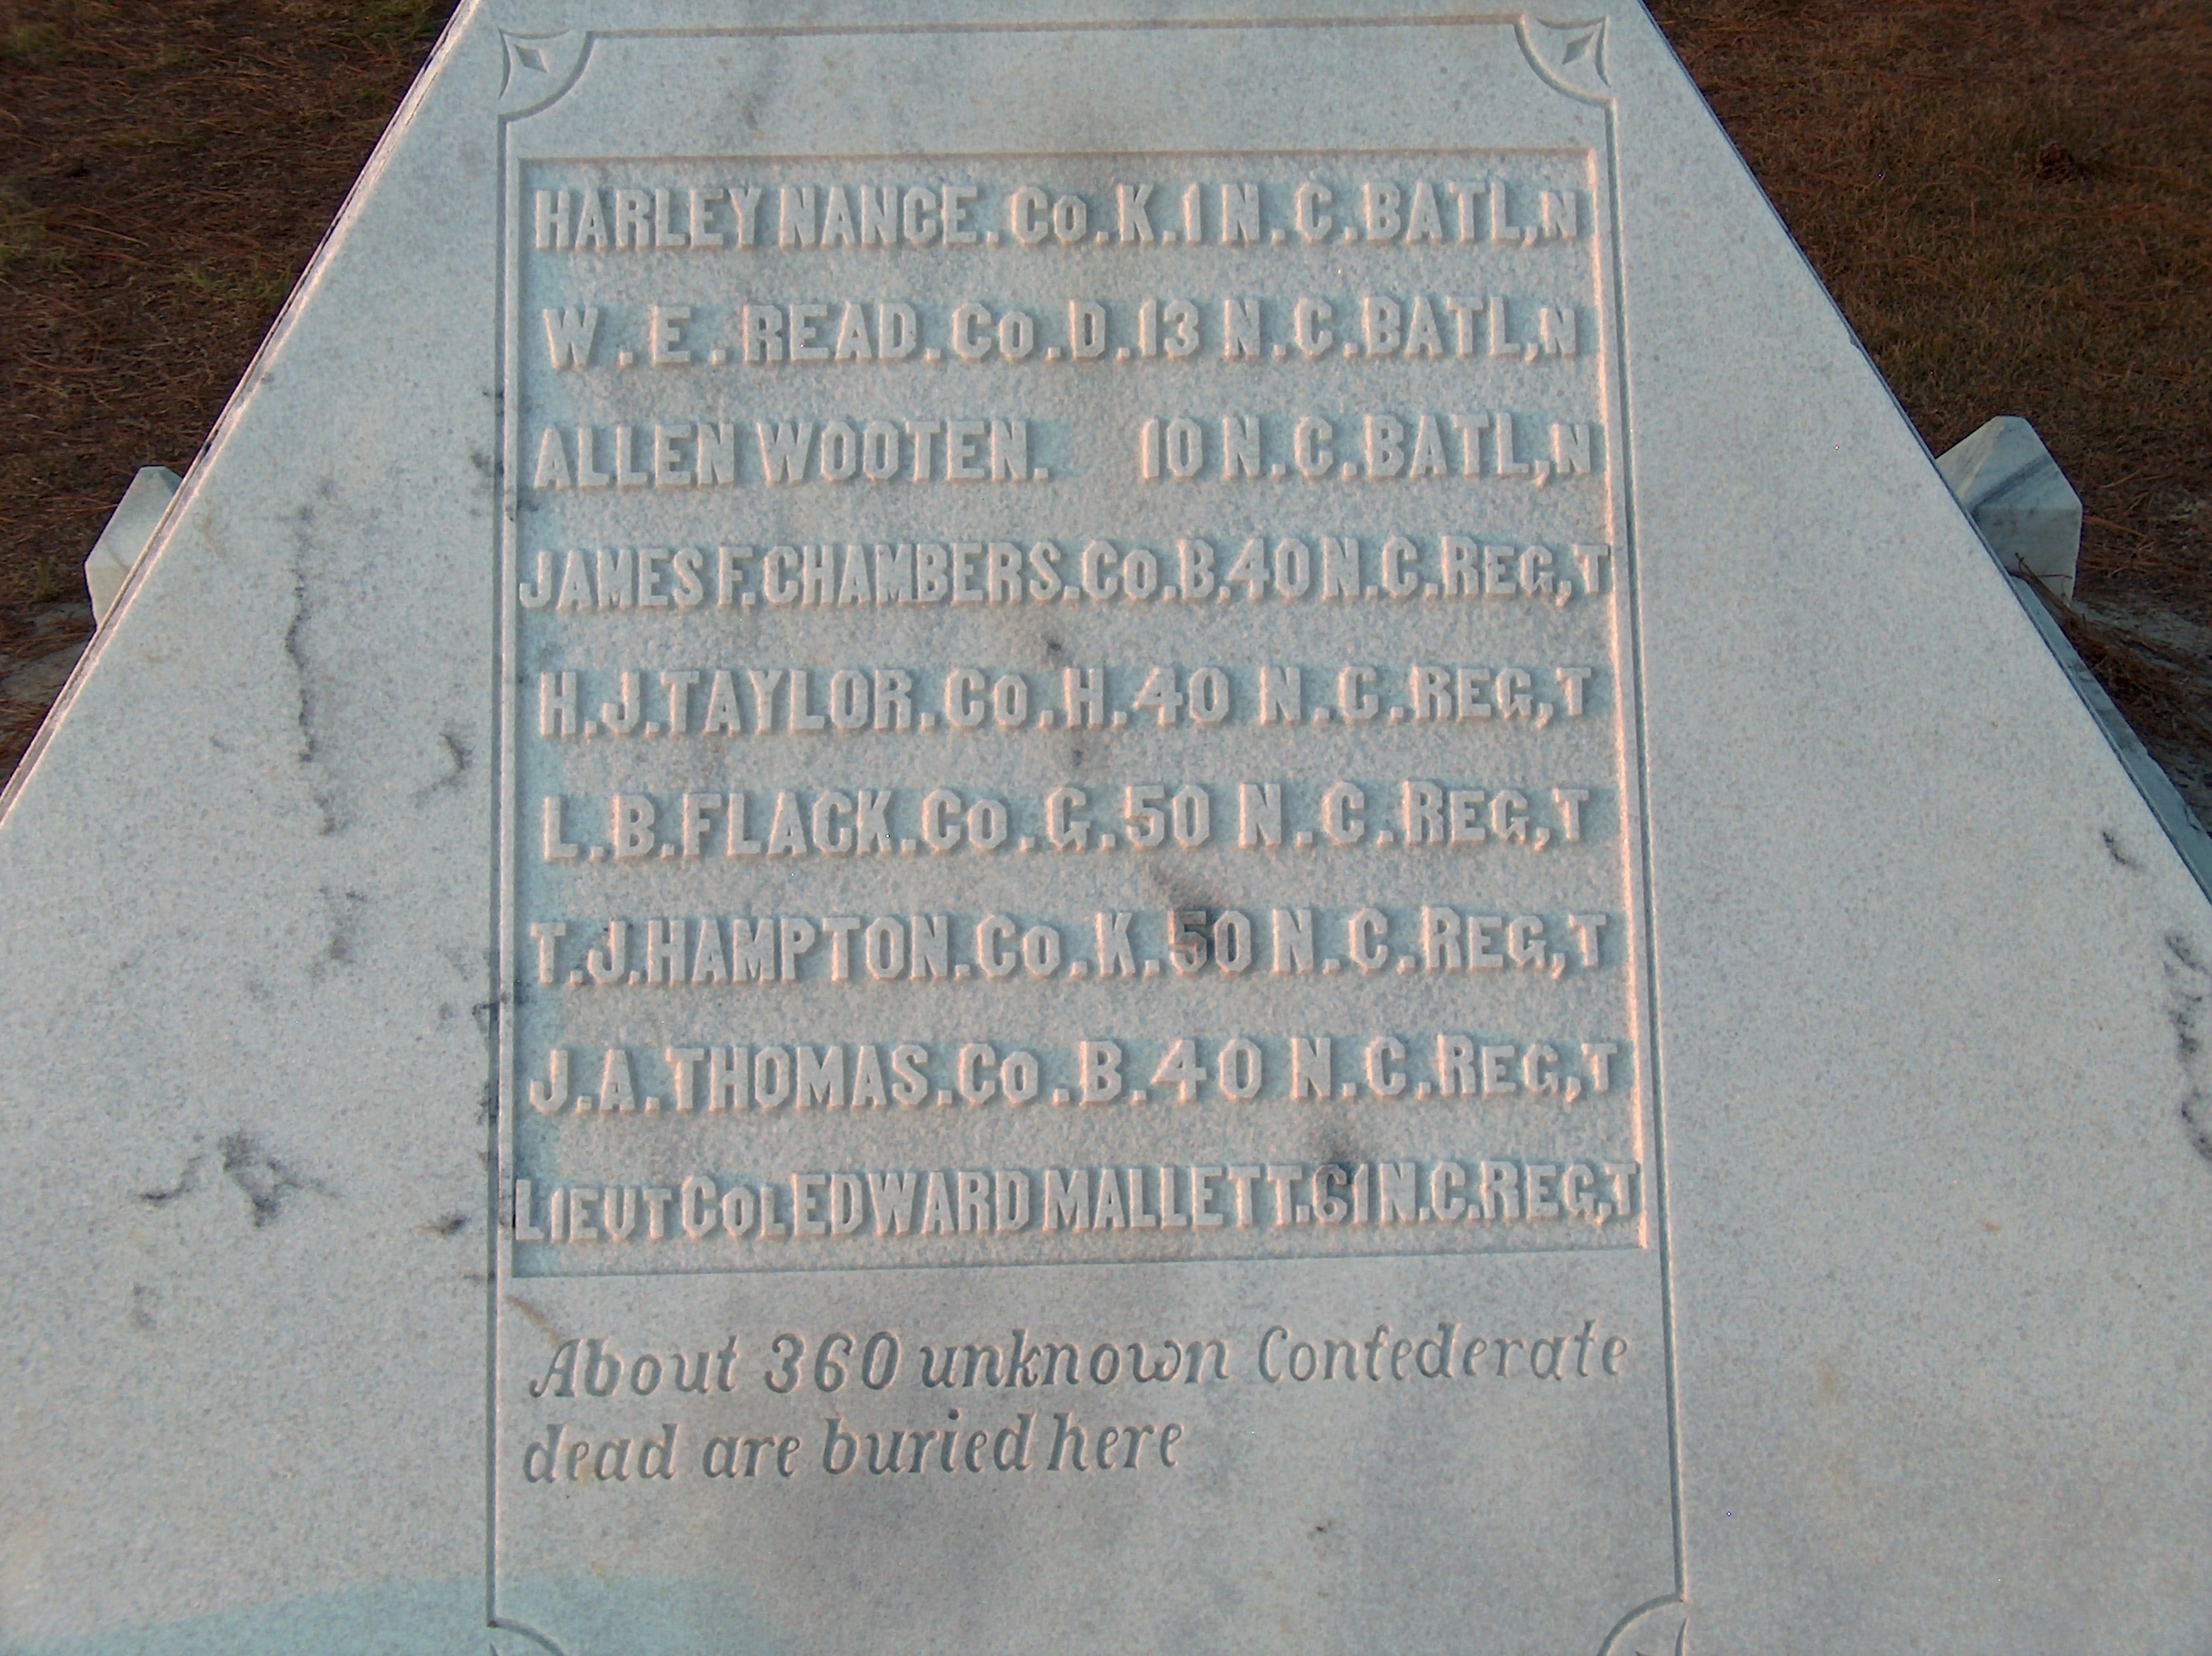 HARLEY NANCE. Co. K. 1 N. C. BATL,N
W. E. READ. Co. D. 13 N. C. BATL,N
ALLEN WOOTEN. 10 N. C. BATL,N
JAMES F. CHAMBERS. Co. B. 40 N. C. REG,T
H. J. TAYLOR. Co. H. 40 N. C. REG,T
L. B. FLACK. Co. G. 50 N. C. REG,T
T. J. HAMPTON. Co. K. 50 N. C. REG,T
J. A. THOMAS. Co. B. 40 N. C. REG,T
LIEUT COL EDWARD MALLETT. 61 N. C. REG,T
About 360 unknown Confederate
dead are buried here